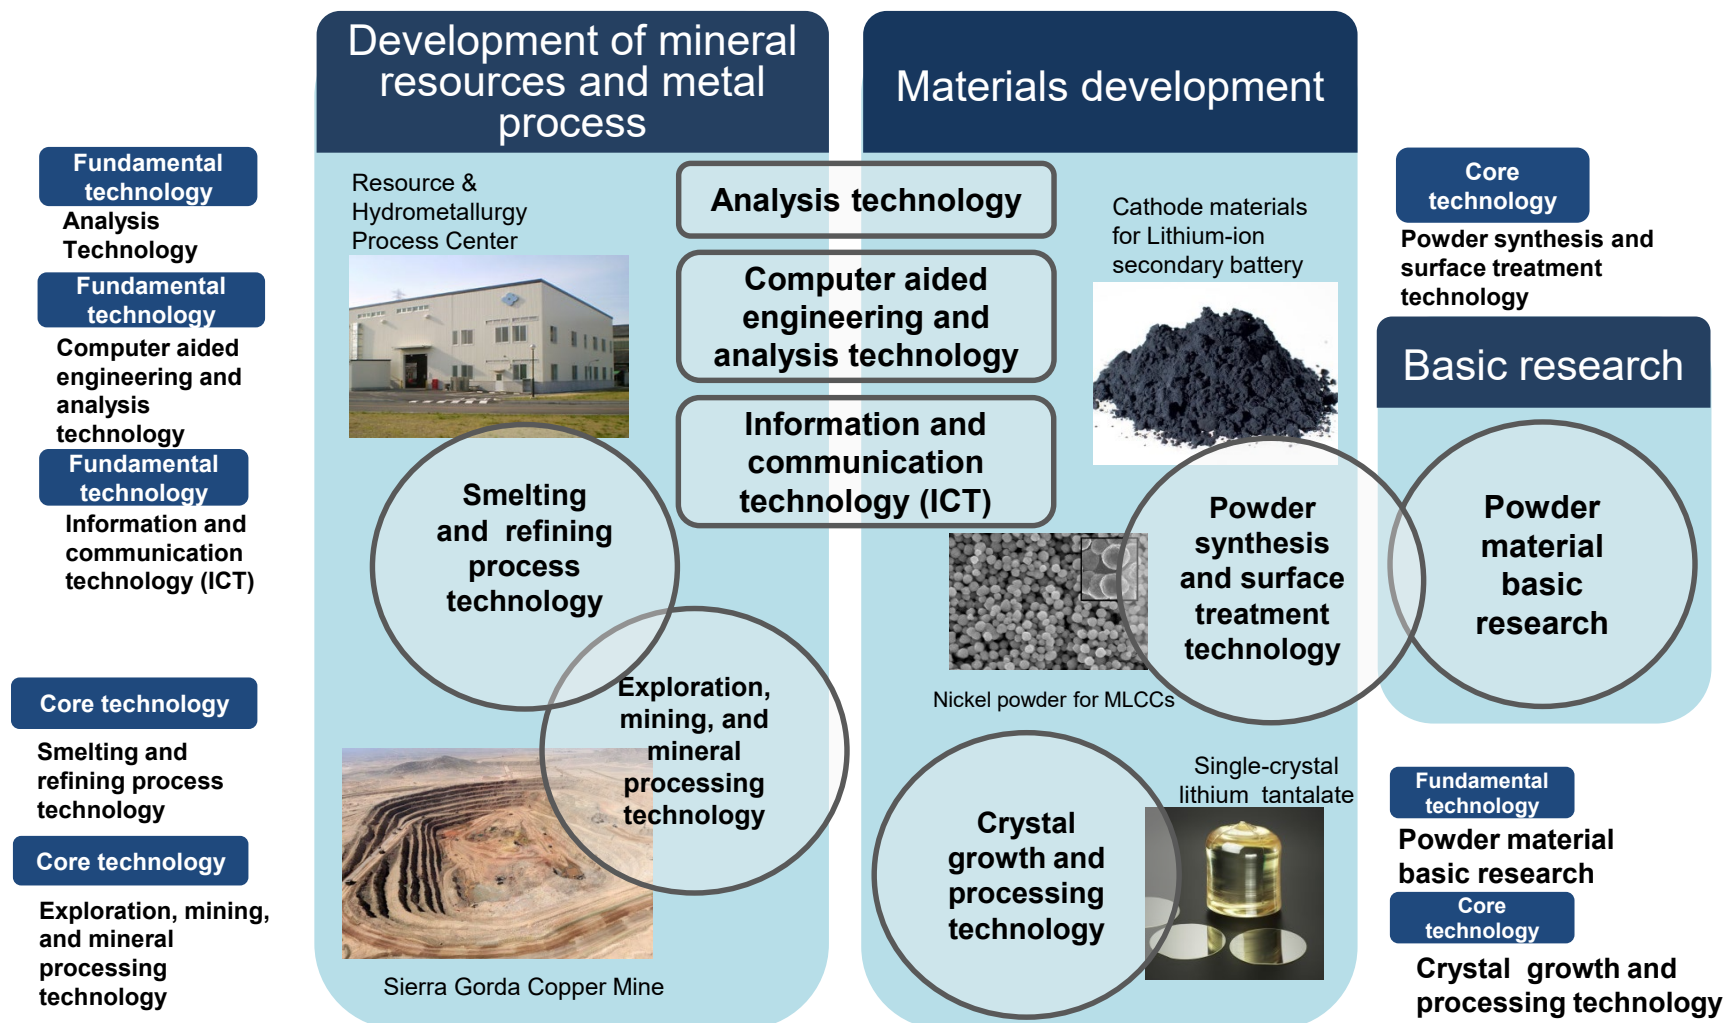 Development of mineral
resources and metal
process
Materials development
Fundamental
technology
Analysis
Technology
Fundamental
technology
Computer aided
engineering and
analysis
technology
Fundamental
technology
Information and
communication
technology (ICT)
Core technology
Smelting and
refining process
technology
Core technology
Exploration, mining,
and mineral
processing
technology
Resource &
Hydrometallurgy
Process Center
Smelting
and refining
process
technology
Exploration,
mining, and
mineral
processing
technology
Sierra Gorda Copper Mine
Analysis technology
Computer aided
engineering and
analysis technology
Information and
communication
technology (ICT)
Cathode materials
for Lithium-ion
secondary battery
Powder
synthesis
and surface
treatment
technology
Nickel powder for MLCCs
Single-crystal
lithium tantalate
Crystal
growth and
processing
technology
Core
technology
Powder synthesis and
surface treatment
technology
Basic research
Powder
material
basic
research
Fundamental
technology
Powder material
basic research
Core
technology
Crystal growth and
processing technology